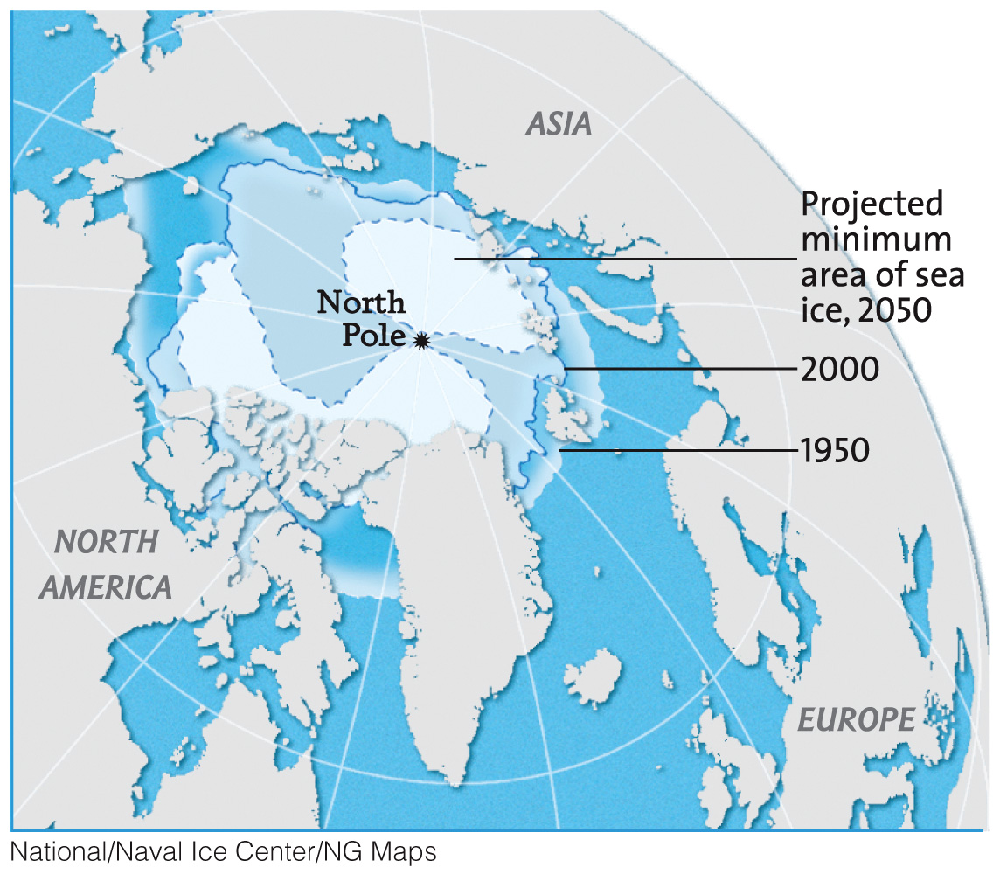 ASIA
Projected
minimum
area of sea
ice, 2050
North
Pole
2000
1950
NORTH
AMERICA
EUROPE
National/Naval Ice Center/NG Maps